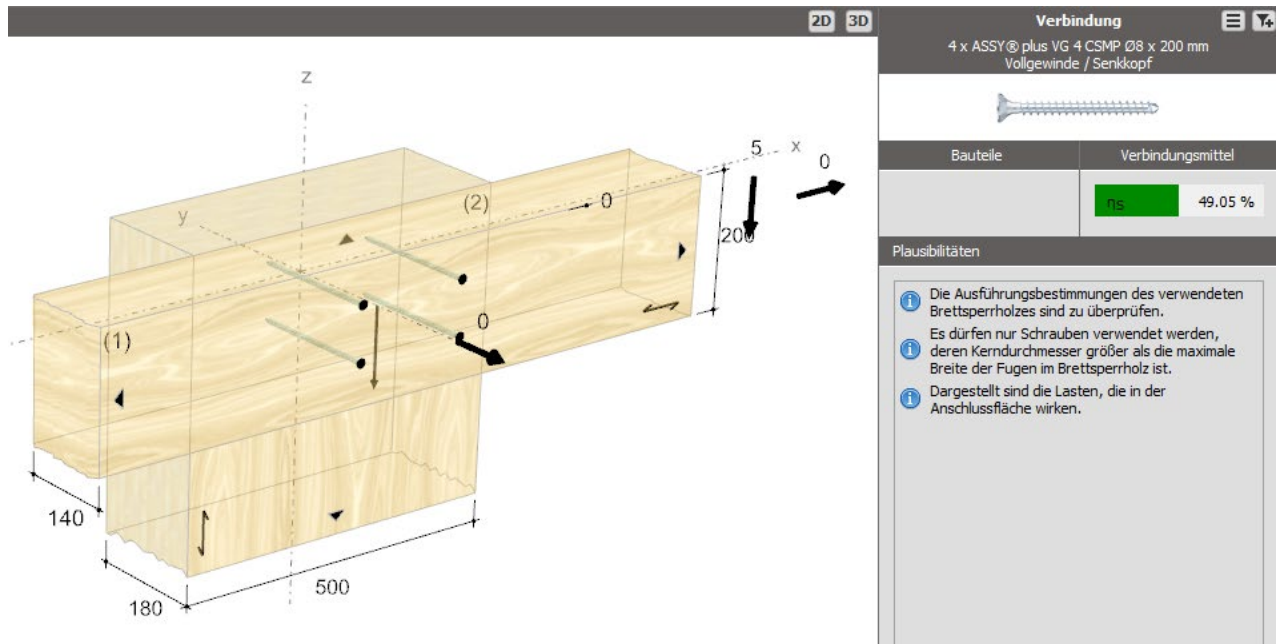 2D 3D
z
y
x
(1)
(2)
0
5
0
200
0
140
180
500
Verbindung
4 x ASSY® plus VG 4 CSMP Ø8 x 200 mm
Vollgewinde / Senkkopf
Bauteile Verbindungsmittel
ηs 49.05 %
Plausibilitäten
Die Ausführungsbestimmungen des verwendeten
Brettsperrholzes sind zu überprüfen.
Es dürfen nur Schrauben verwendet werden,
deren Kerndurchmesser größer als die maximale
Breite der Fugen im Brettsperrholz ist.
Dargestellt sind die Lasten, die in der
Anschlussfläche wirken.